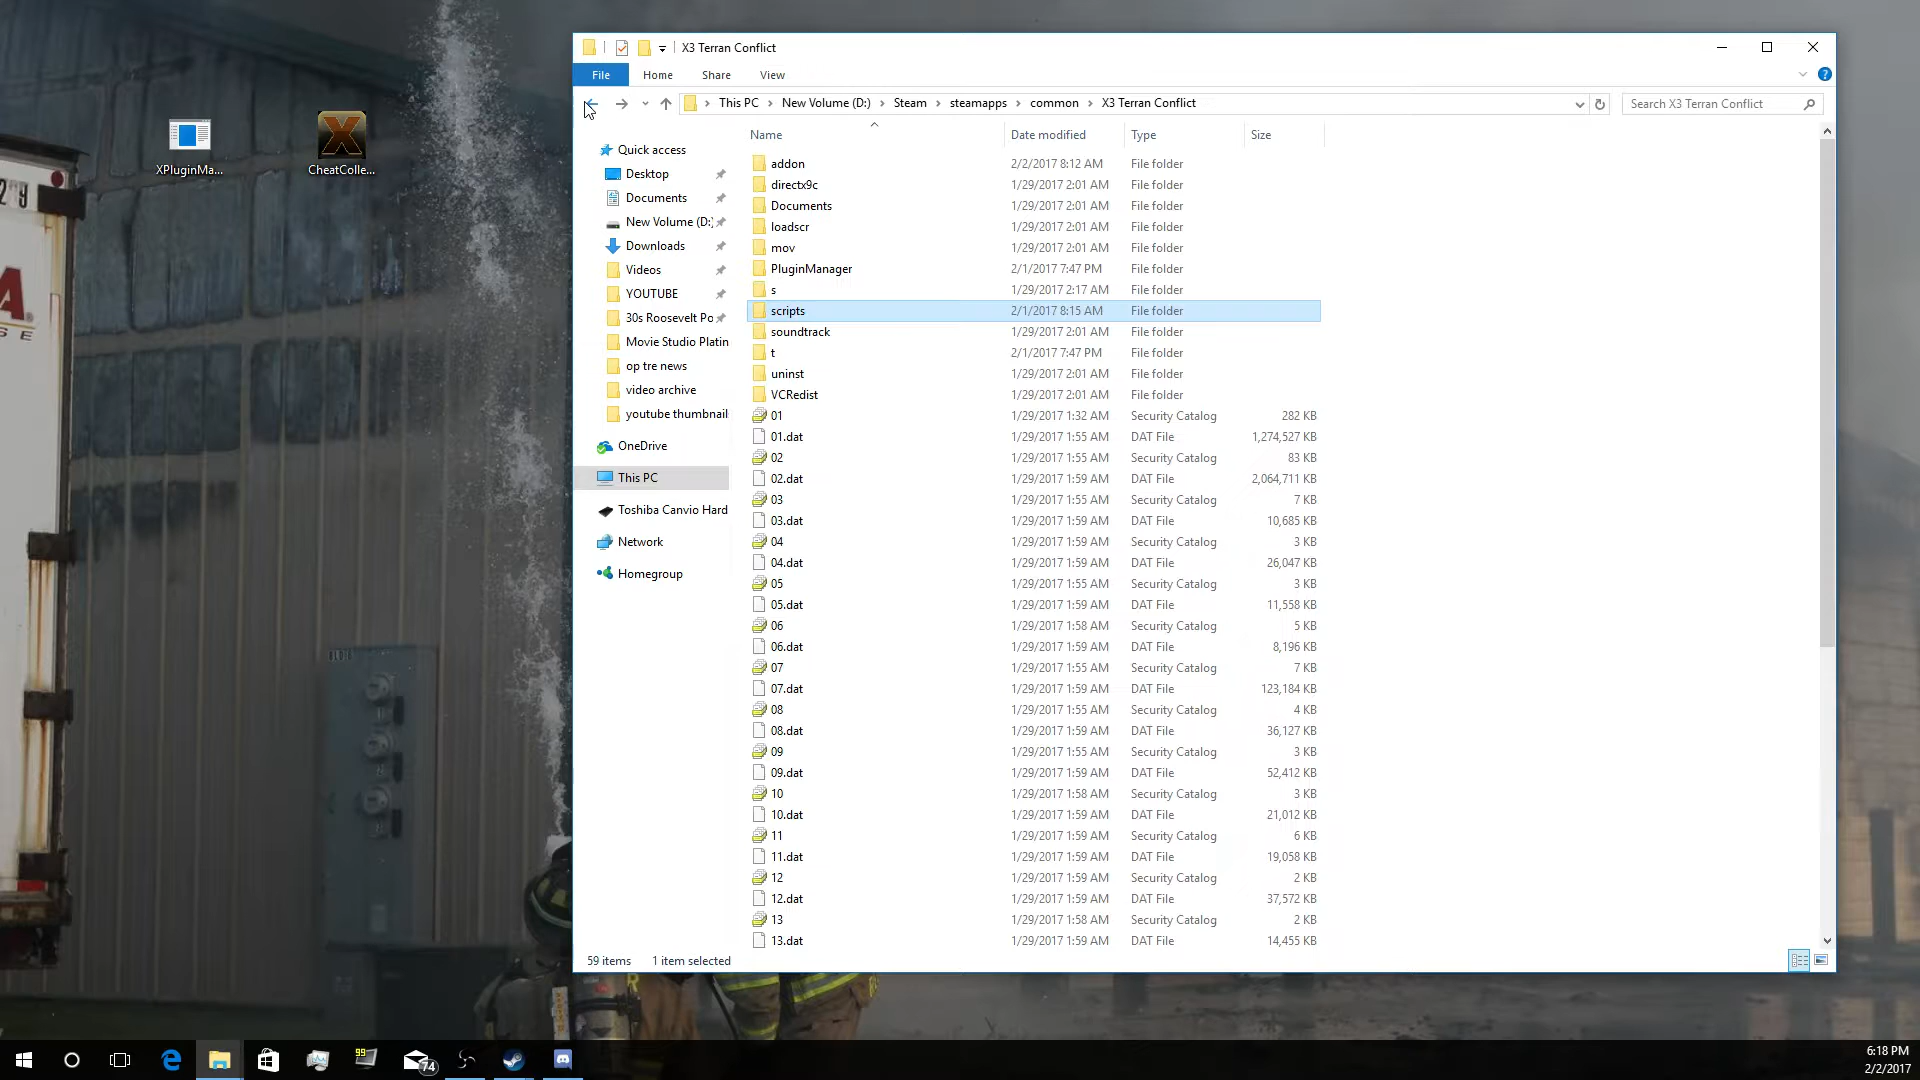 X3 Terran Conflict
File Home Share View
This PC New Volume (D:) Steam steamapps common X3 Terran Conflict
Search X3 Terran Conflict
XPluginMa...
CheatColle...
Quick access
Desktop
Documents
New Volume (D:)
Downloads
Videos
YOUTUBE
30s Roosevelt Po
Movie Studio Platin
op tre news
video archive
youtube thumbnail
OneDrive
This PC
Toshiba Canvio Hard
Network
Homegroup
Name Date modified Type Size
addon 2/2/2017 8:12 AM File folder
directx9c 1/29/2017 2:01 AM File folder
Documents 1/29/2017 2:01 AM File folder
loadscr 1/29/2017 2:01 AM File folder
mov 1/29/2017 2:01 AM File folder
PluginManager 2/1/2017 7:47 PM File folder
s 1/29/2017 2:17 AM File folder
scripts 2/1/2017 8:15 AM File folder
soundtrack 1/29/2017 2:01 AM File folder
t 2/1/2017 7:47 PM File folder
uninst 1/29/2017 2:01 AM File folder
VCRedist 1/29/2017 2:01 AM File folder
01 1/29/2017 1:32 AM Security Catalog 282 KB
01.dat 1/29/2017 1:55 AM DAT File 1,274,527 KB
02 1/29/2017 1:55 AM Security Catalog 83 KB
02.dat 1/29/2017 1:59 AM DAT File 2,064,711 KB
03 1/29/2017 1:55 AM Security Catalog 7 KB
03.dat 1/29/2017 1:59 AM DAT File 10,685 KB
04 1/29/2017 1:59 AM Security Catalog 3 KB
04.dat 1/29/2017 1:59 AM DAT File 26,047 KB
05 1/29/2017 1:55 AM Security Catalog 3 KB
05.dat 1/29/2017 1:59 AM DAT File 11,558 KB
06 1/29/2017 1:58 AM Security Catalog 5 KB
06.dat 1/29/2017 1:59 AM DAT File 8,196 KB
07 1/29/2017 1:55 AM Security Catalog 7 KB
07.dat 1/29/2017 1:59 AM DAT File 123,184 KB
08 1/29/2017 1:55 AM Security Catalog 4 KB
08.dat 1/29/2017 1:59 AM DAT File 36,127 KB
09 1/29/2017 1:55 AM Security Catalog 3 KB
09.dat 1/29/2017 1:59 AM DAT File 52,412 KB
10 1/29/2017 1:58 AM Security Catalog 3 KB
10.dat 1/29/2017 1:59 AM DAT File 21,012 KB
11 1/29/2017 1:59 AM Security Catalog 6 KB
11.dat 1/29/2017 1:59 AM DAT File 19,058 KB
12 1/29/2017 1:59 AM Security Catalog 2 KB
12.dat 1/29/2017 1:59 AM DAT File 37,572 KB
13 1/29/2017 1:58 AM Security Catalog 2 KB
13.dat 1/29/2017 1:59 AM DAT File 14,455 KB
59 items 1 item selected
99
74
6:18 PM
2/2/2017